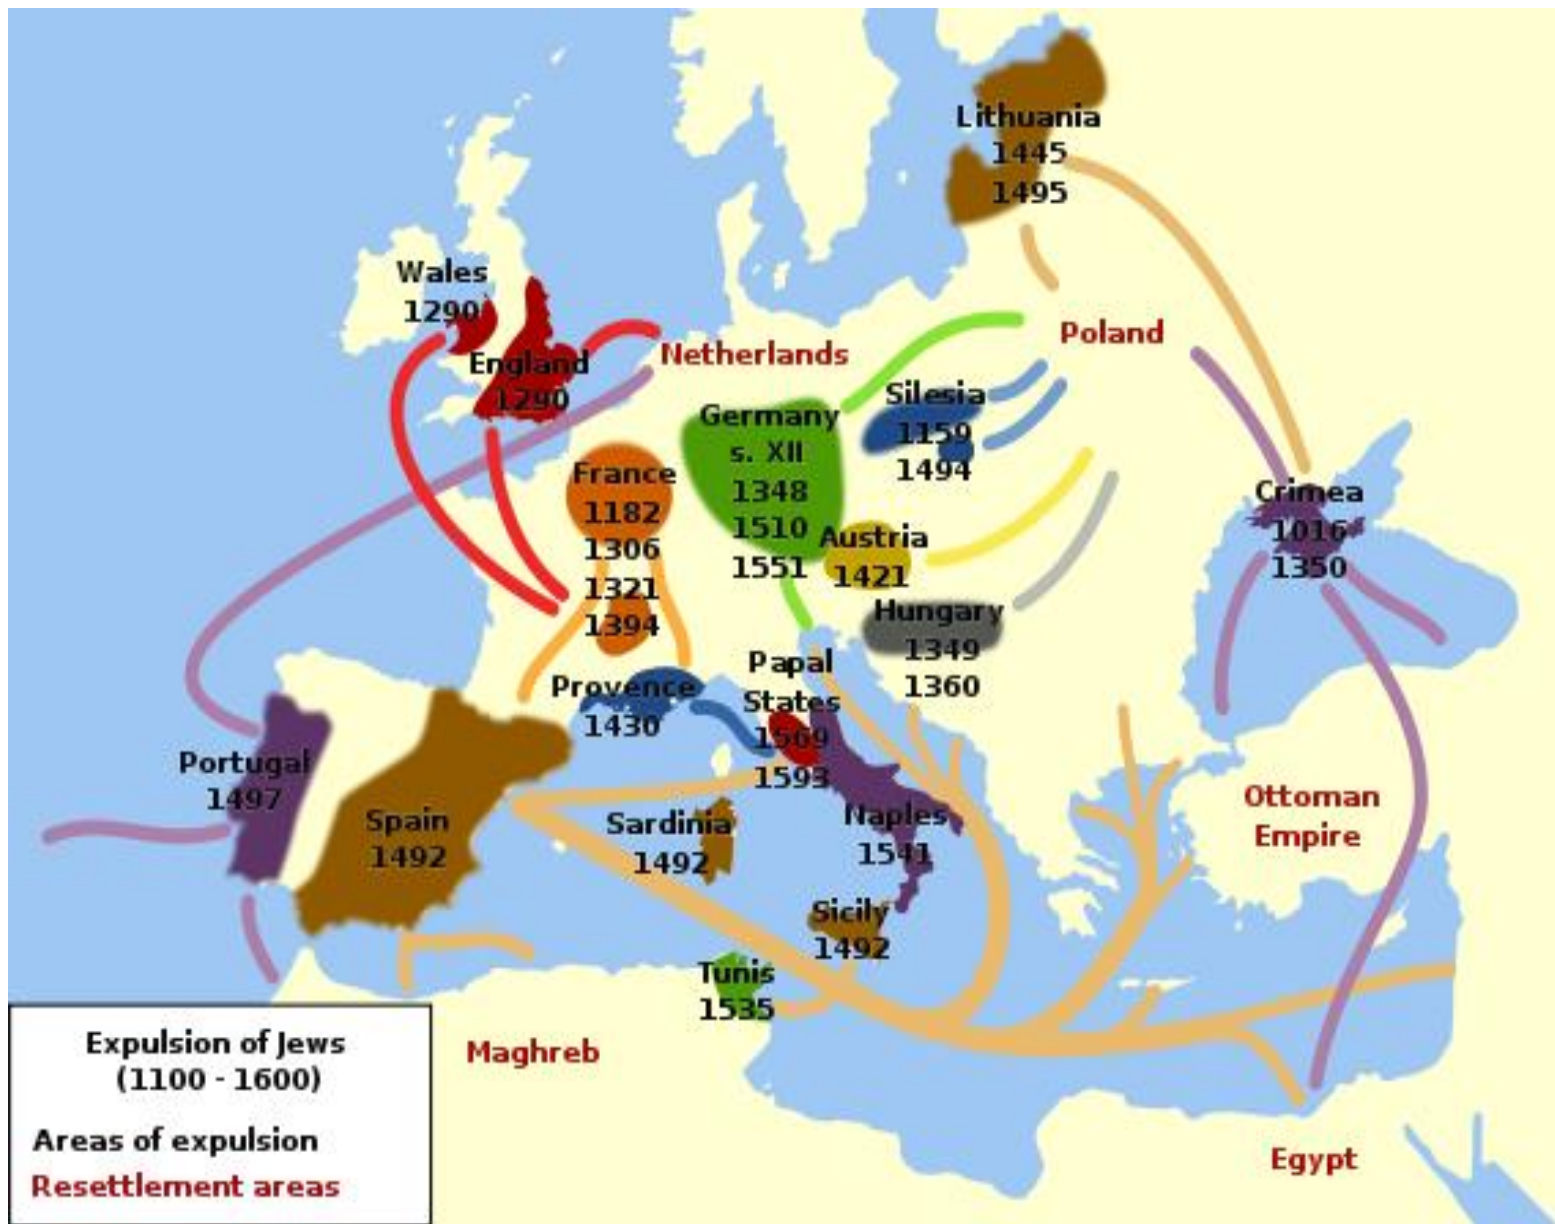 Lithuania
1445
1495
Wales
1290
England
1290
Netherlands
Poland
Silesia
1159
1494
Germany
s. XII
1348
1510
1551
France
1182
1306
1321
1394
Austria
1421
Crimea
1016
1350
Hungary
1349
1360
Papal
States
1569
1593
Provence
1430
Portugal
1497
Spain
1492
Sardinia
1492
Naples
1541
Ottoman
Empire
Sicily
1492
Tunis
1535
Maghreb
Egypt
Expulsion of Jews
(1100 - 1600)
Areas of expulsion
Resettlement areas